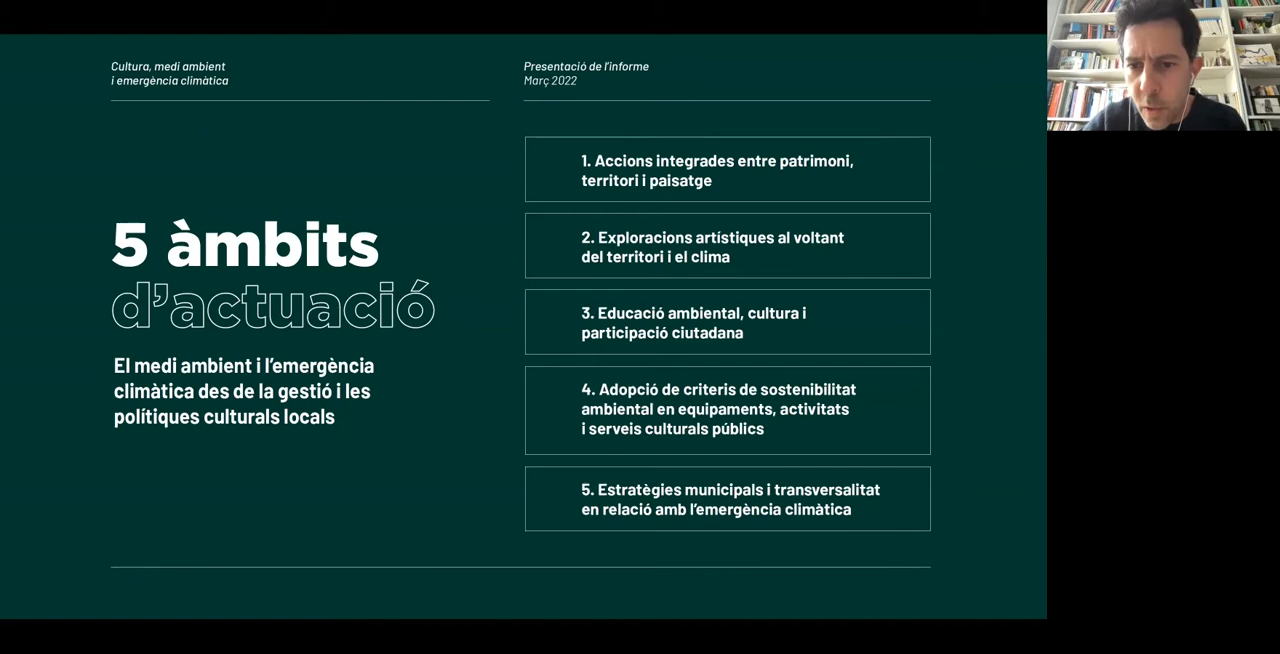 Cultura, medi ambient
i emergència climàtica
Presentació de l'informe
Març 2022
5 àmbits
d'actuació
El medi ambient i l'emergència
climàtica des de la gestió i les
polítiques culturals locals
1. Accions integrades entre patrimoni,
territori i paisatge
2. Exploracions artístiques al voltant
del territori i el clima
3. Educació ambiental, cultura i
participació ciutadana
4. Adopció de criteris de sostenibilitat
ambiental en equipaments, activitats
i serveis culturals públics
5. Estratègies municipals i transversalitat
en relació amb l'emergència climàtica